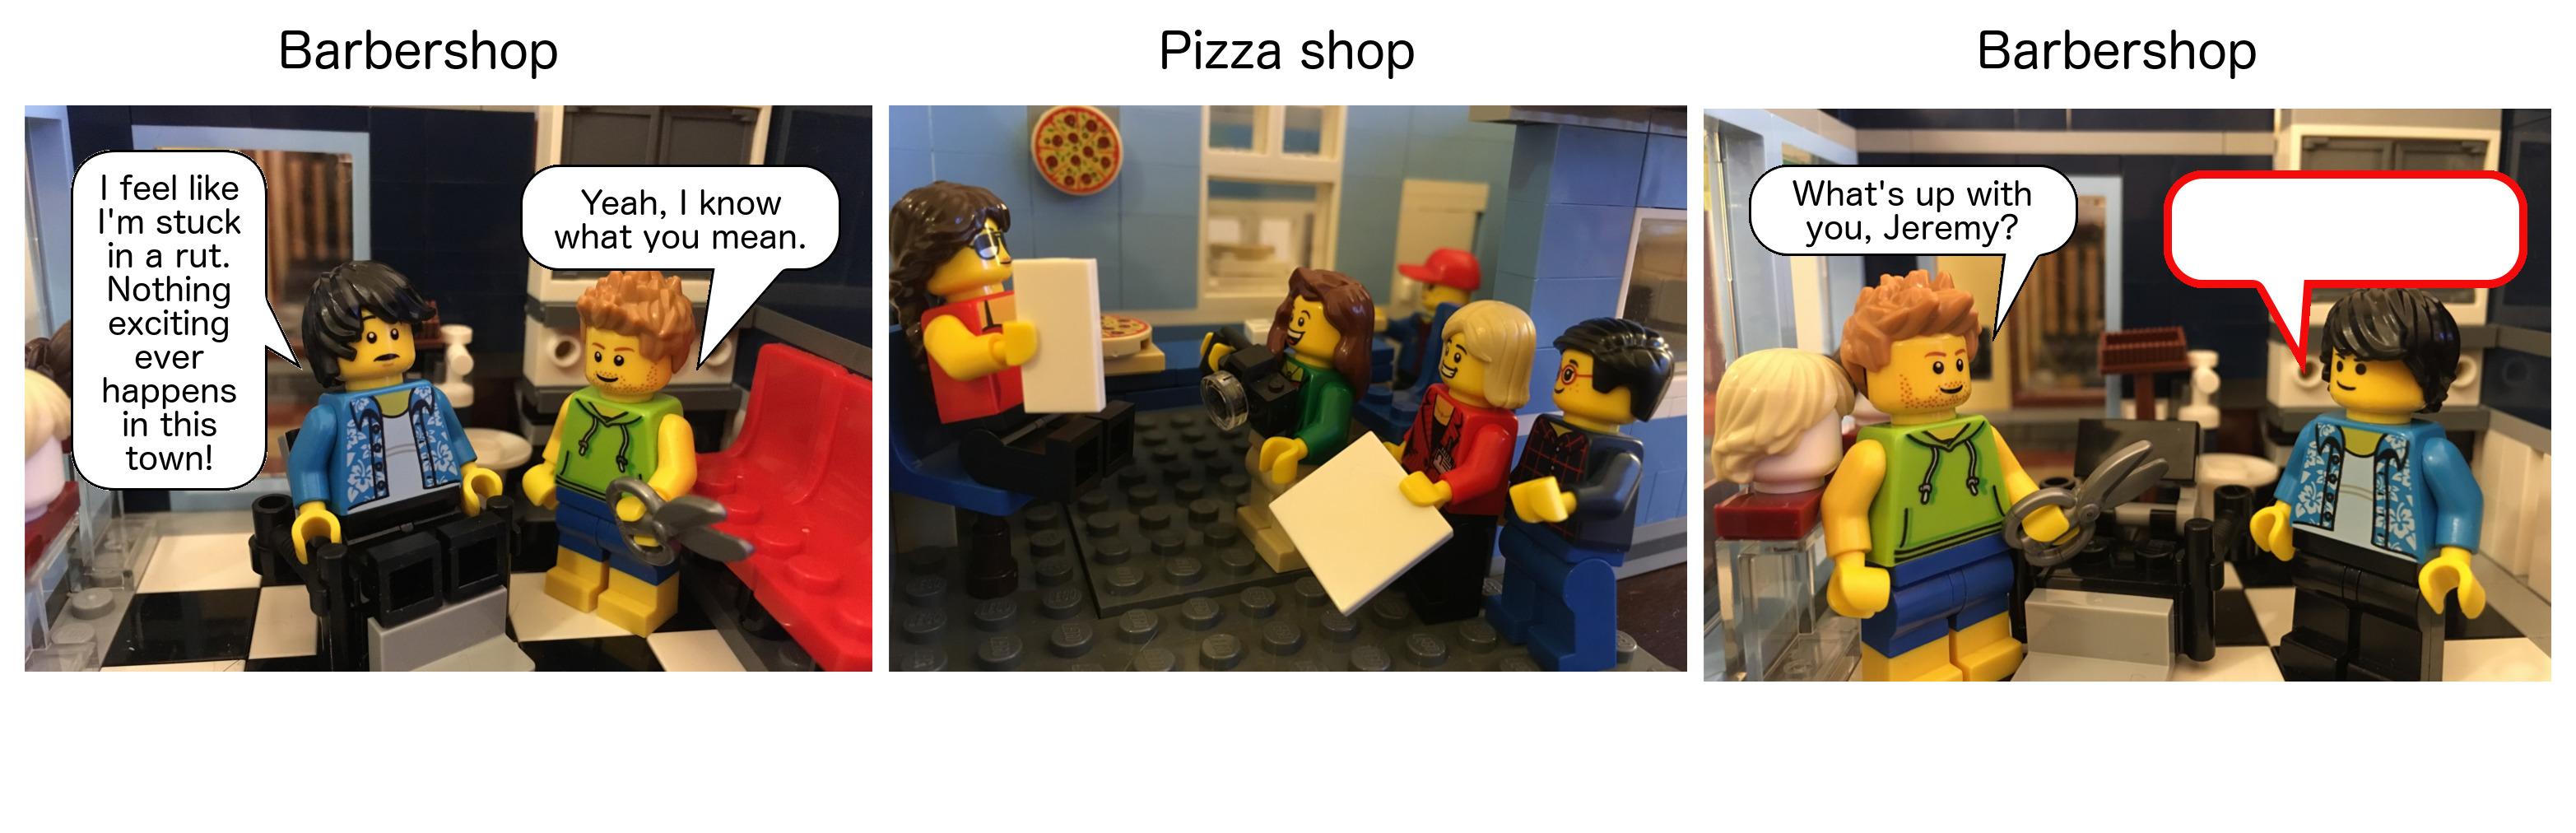 Barbershop
I feel like
I'm stuck
in a rut.
Nothing
exciting
ever
happens
in this
town!
Yeah, I know
what you mean.
Pizza shop
Barbershop
What's up with
you, Jeremy?